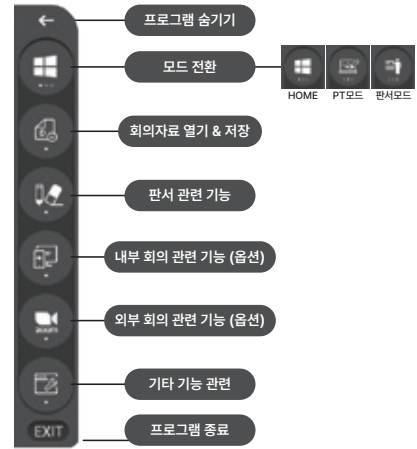 프로그램 숨기기
모드 전환
HOME PT모드 판서모드
회의자료 열기 & 저장
판서 관련 기능
내부 회의 관련 기능 (옵션)
외부 회의 관련 기능 (옵션)
zoom
기타 기능 관련
EXIT
프로그램 종료